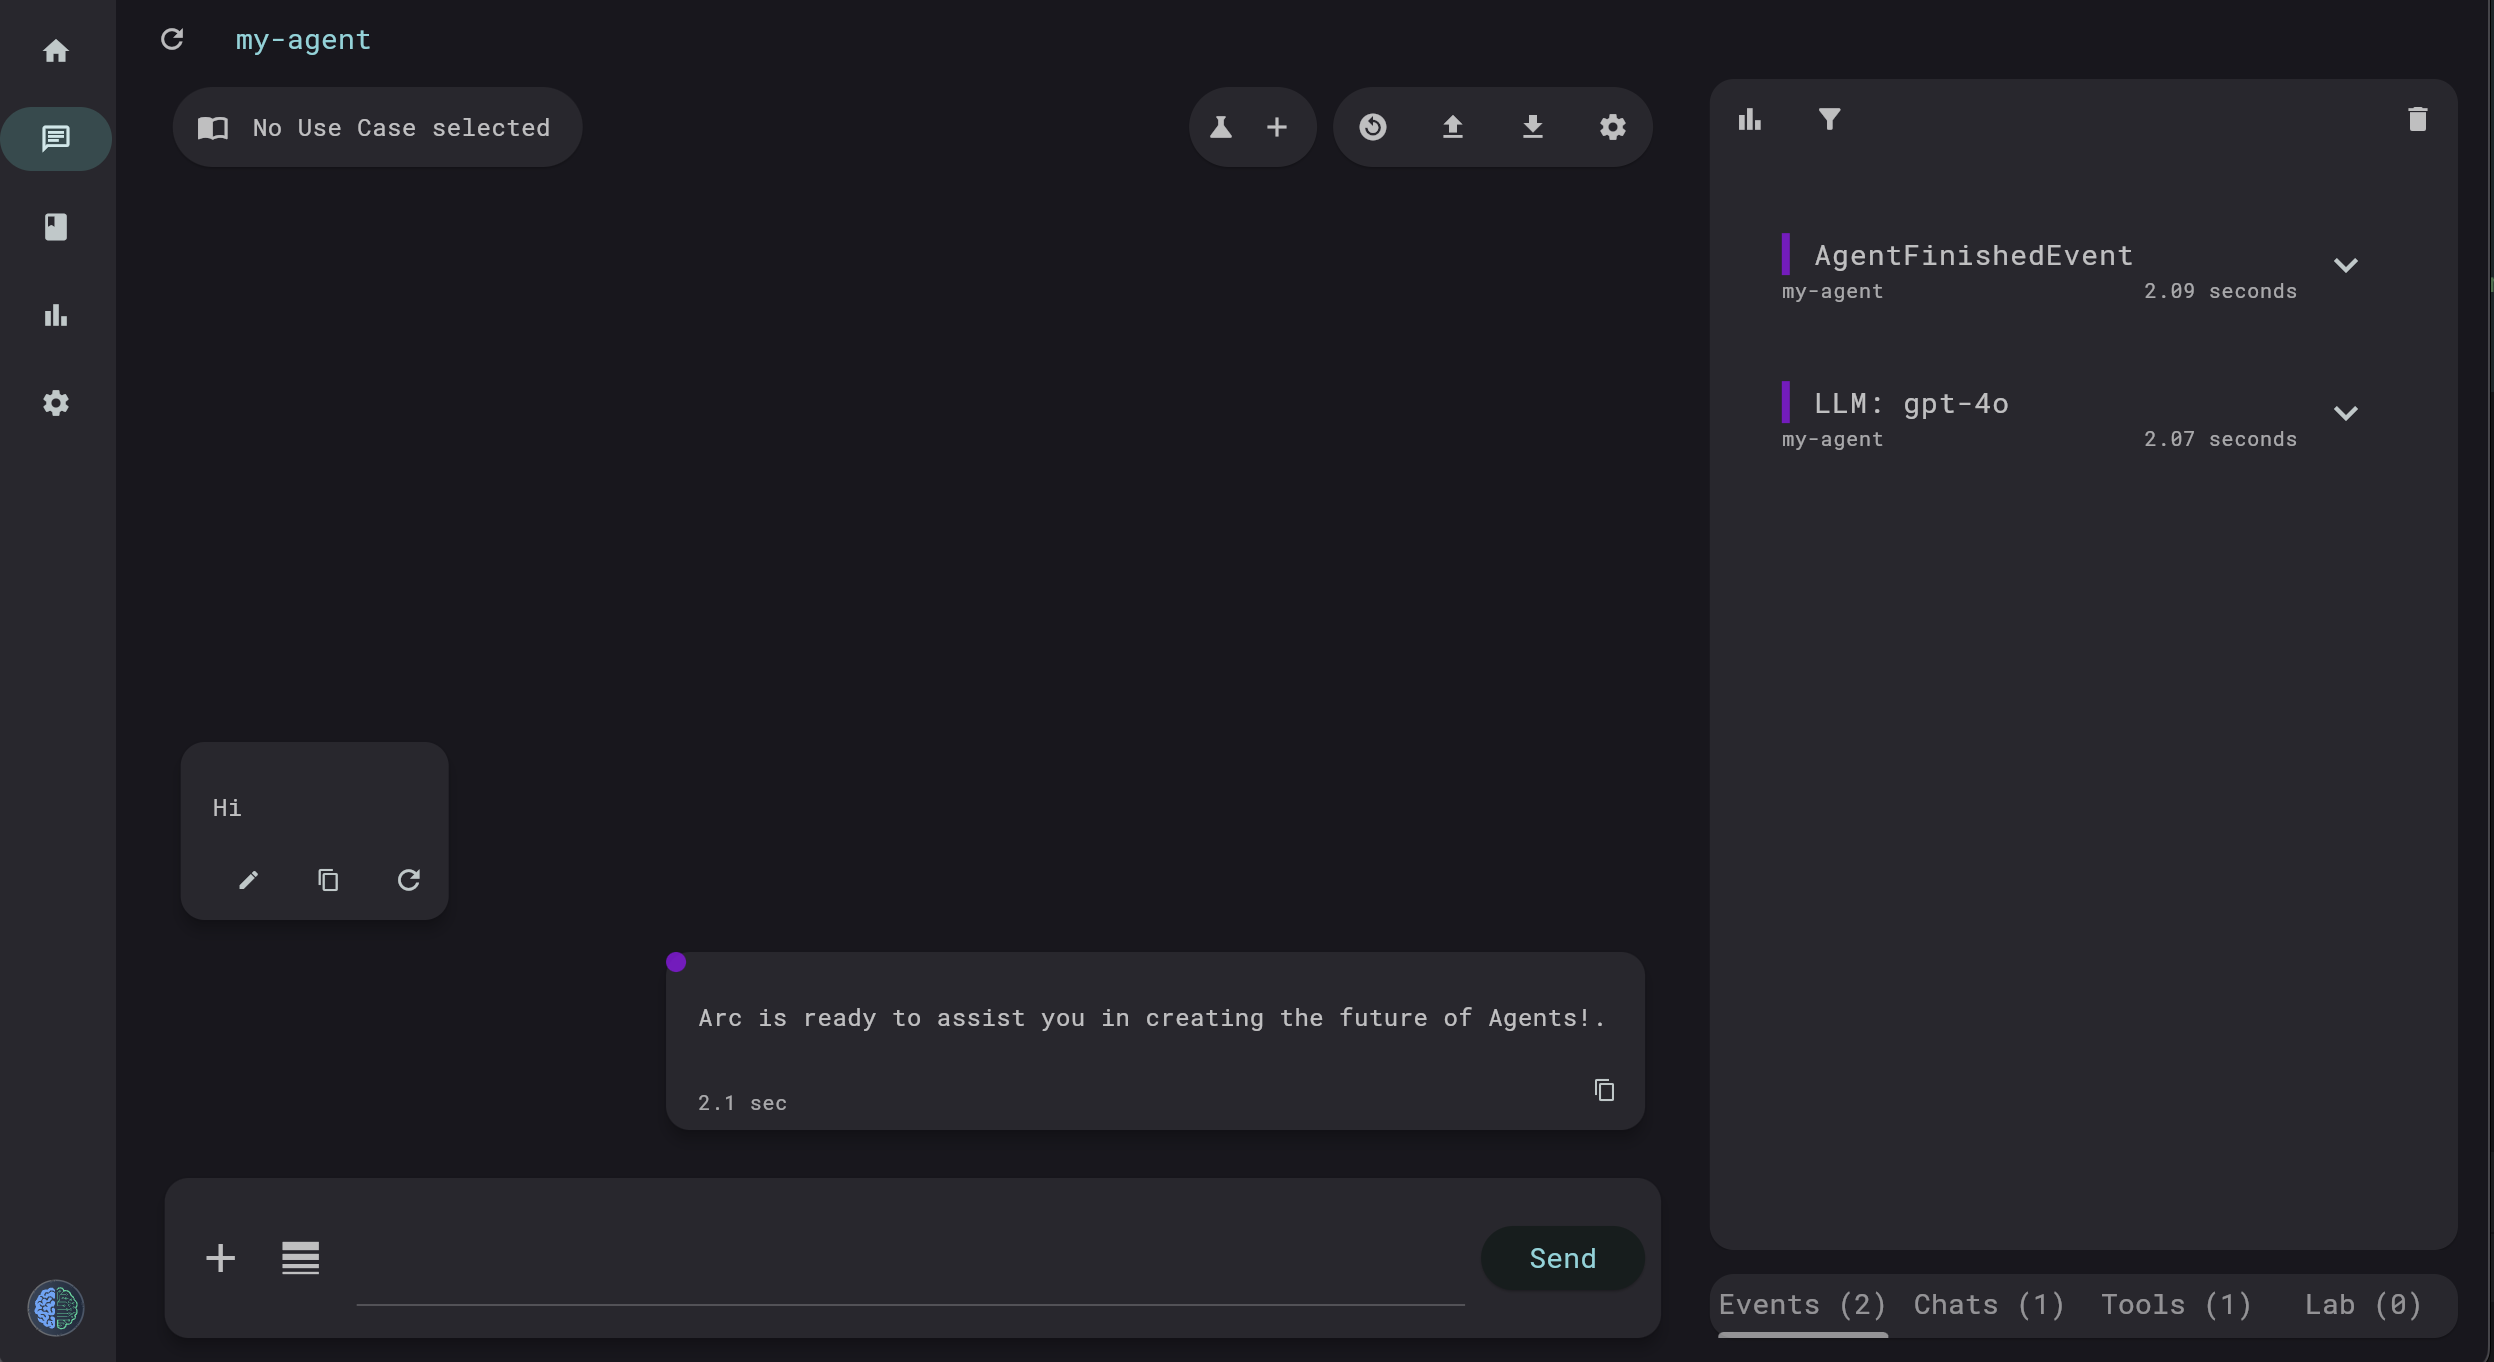 my-agent
No Use Case selected
Hi
Arc is ready to assist you in creating the future of Agents!.
2.1 sec
Send
AgentFinishedEvent
my-agent 2.09 seconds
LLM: gpt-4o
my-agent 2.07 seconds
Events (2) Chats (1) Tools (1) Lab (0)